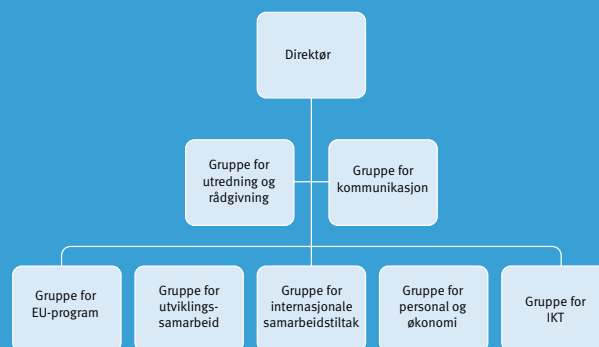 Direktør
Gruppe for
utredning og
rådgivning
Gruppe for
kommunikasjon
Gruppe for
EU-program
Gruppe for
utviklings-
samarbeid
Gruppe for
internasjonale
samarbeidstiltak
Gruppe for
personal og
økonomi
Gruppe for
IKT